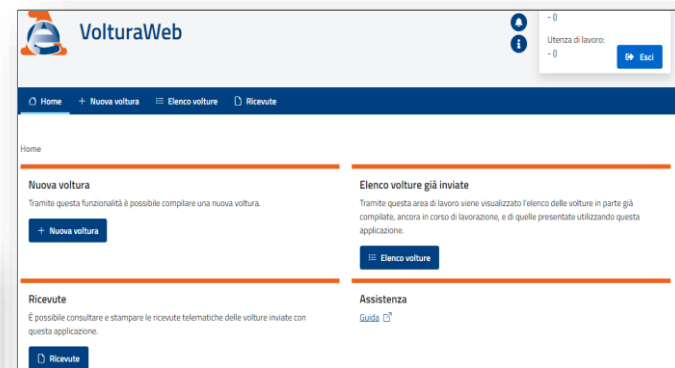 VolturaWeb
- ()
Utenza di lavoro:
- ()
Esci
Home
Nuova voltura
Elenco volture
Ricevute
Home
Nuova voltura
Tramite questa funzionalità è possibile compilare una nuova voltura.
Nuova voltura
Elenco volture già inviate
Tramite questa area di lavoro viene visualizzato l'elenco delle volture in parte già
compilate, ancora in corso di lavorazione, e di quelle presentate utilizzando questa
applicazione.
Elenco volture
Ricevute
È possibile consultare e stampare le ricevute telematiche delle volture inviate con
questa applicazione.
Ricevute
Assistenza
Guida